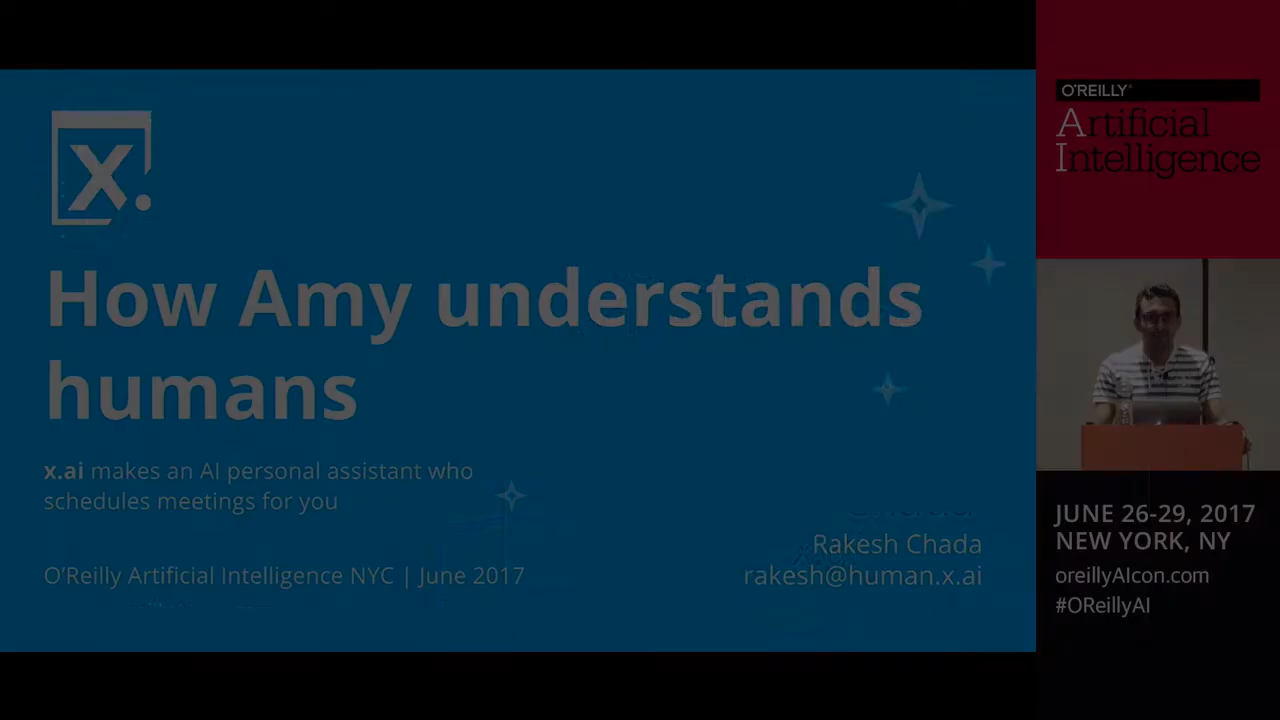 x.
How Amy understands
humans
x.ai makes an AI personal assistant who
schedules meetings for you
O'Reilly Artificial Intelligence NYC | June 2017
Rakesh Chada
rakesh@human.x.ai
O'REILLY®
Artificial
Intelligence
JUNE 26-29, 2017
NEW YORK, NY
oreillyAIcon.com
#OReillyAI